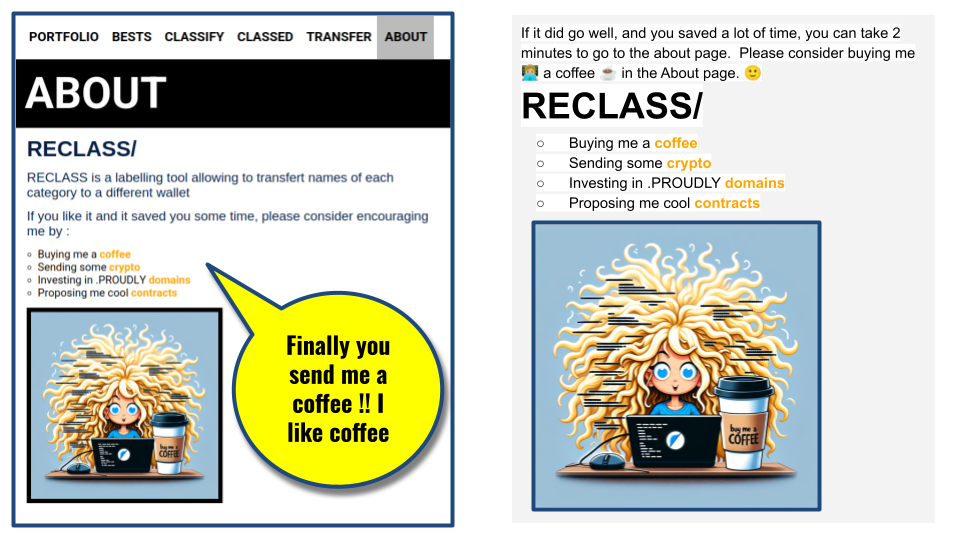 PORTFOLIO BESTS CLASSIFY CLASSED TRANSFER ABOUT
ABOUT
RECLASS/
RECLASS is a labelling tool allowing to transfert names of each
category to a different wallet
If you like it and it saved you some time, please consider encouraging
me by :
Buying me a coffee
Sending some crypto
Investing in .PROUDLY domains
Proposing me cool contracts
buy me a
COFFEE
Finally you
send me a
coffee !! I
like coffee
If it did go well, and you saved a lot of time, you can take 2
minutes to go to the about page. Please consider buying me
👩🏼‍💻 a coffee ☕ in the About page. 🙂
RECLASS/
○ Buying me a coffee
○ Sending some crypto
○ Investing in .PROUDLY domains
○ Proposing me cool contracts
buy me a
COFFEE